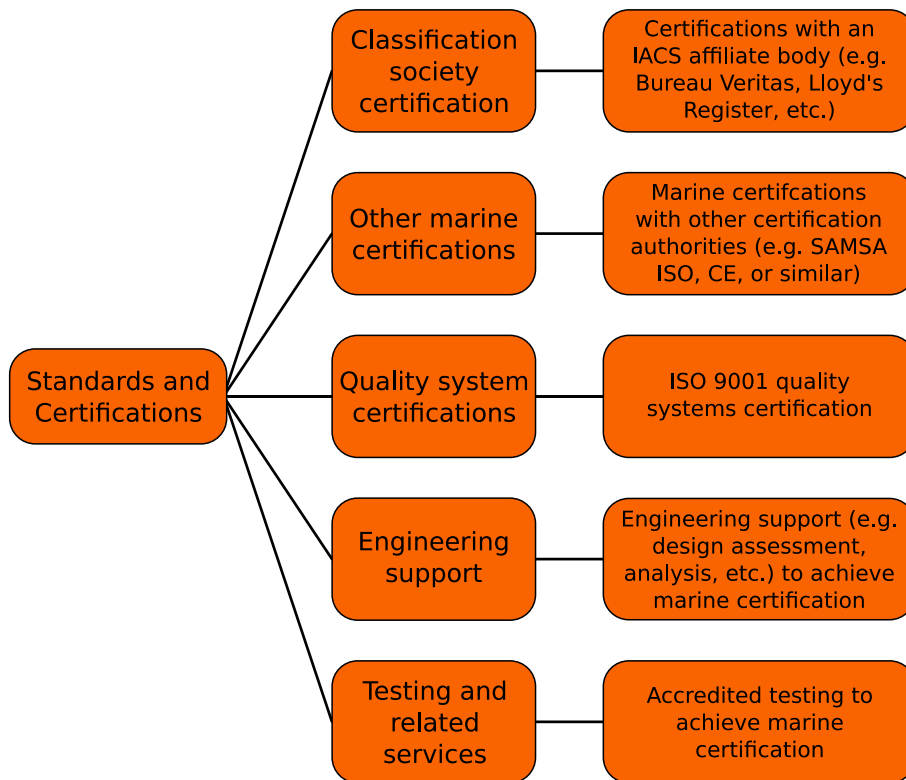 Classification
society
certification
Certifications with an
IACS affiliate body (e.g.
Bureau Veritas, Lloyd's
Register, etc.)
Other marine
certifications
Marine certifcations
with other certification
authorities (e.g. SAMSA
ISO, CE, or similar)
Standards and
Certifications
Quality system
certifications
ISO 9001 quality
systems certification
Engineering
support
Engineering support (e.g.
design assessment,
analysis, etc.) to achieve
marine certification
Testing and
related
services
Accredited testing to
achieve marine
certification